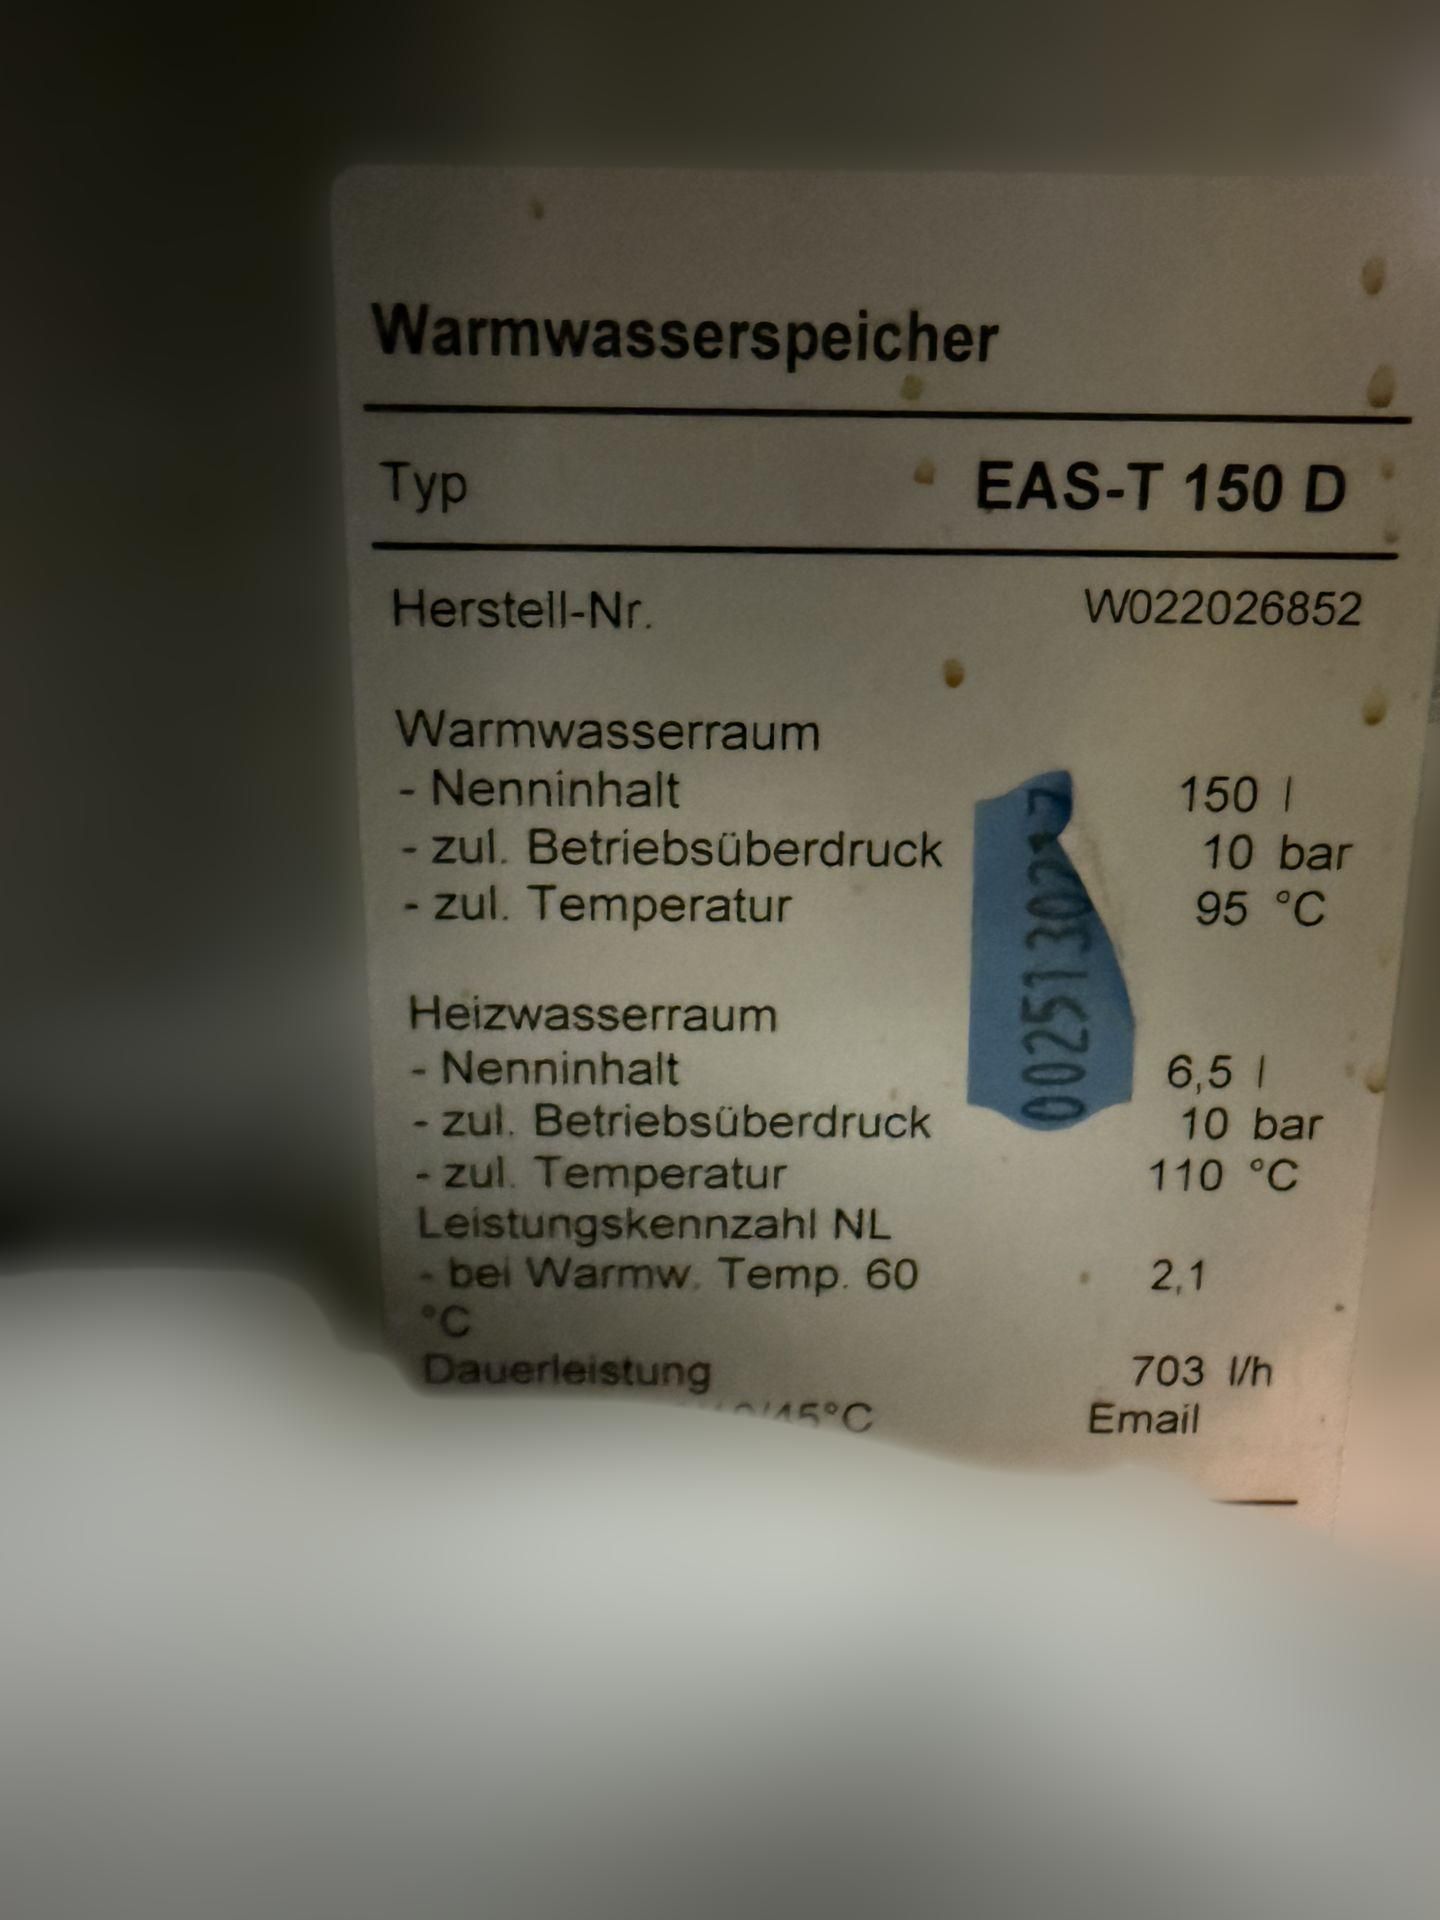 Warmwasserspeicher
Typ EAS-T 150 D
Herstell-Nr. W022026852
Warmwasserraum
- Nenninhalt 150 l
- zul. Betriebsüberdruck 10 bar
- zul. Temperatur 95 °C
Heizwasserraum
- Nenninhalt 6,5 l
- zul. Betriebsüberdruck 10 bar
- zul. Temperatur 110 °C
Leistungskennzahl NL
- bei Warmw. Temp. 60 2,1
°C
Dauerleistung 703 l/h
Email